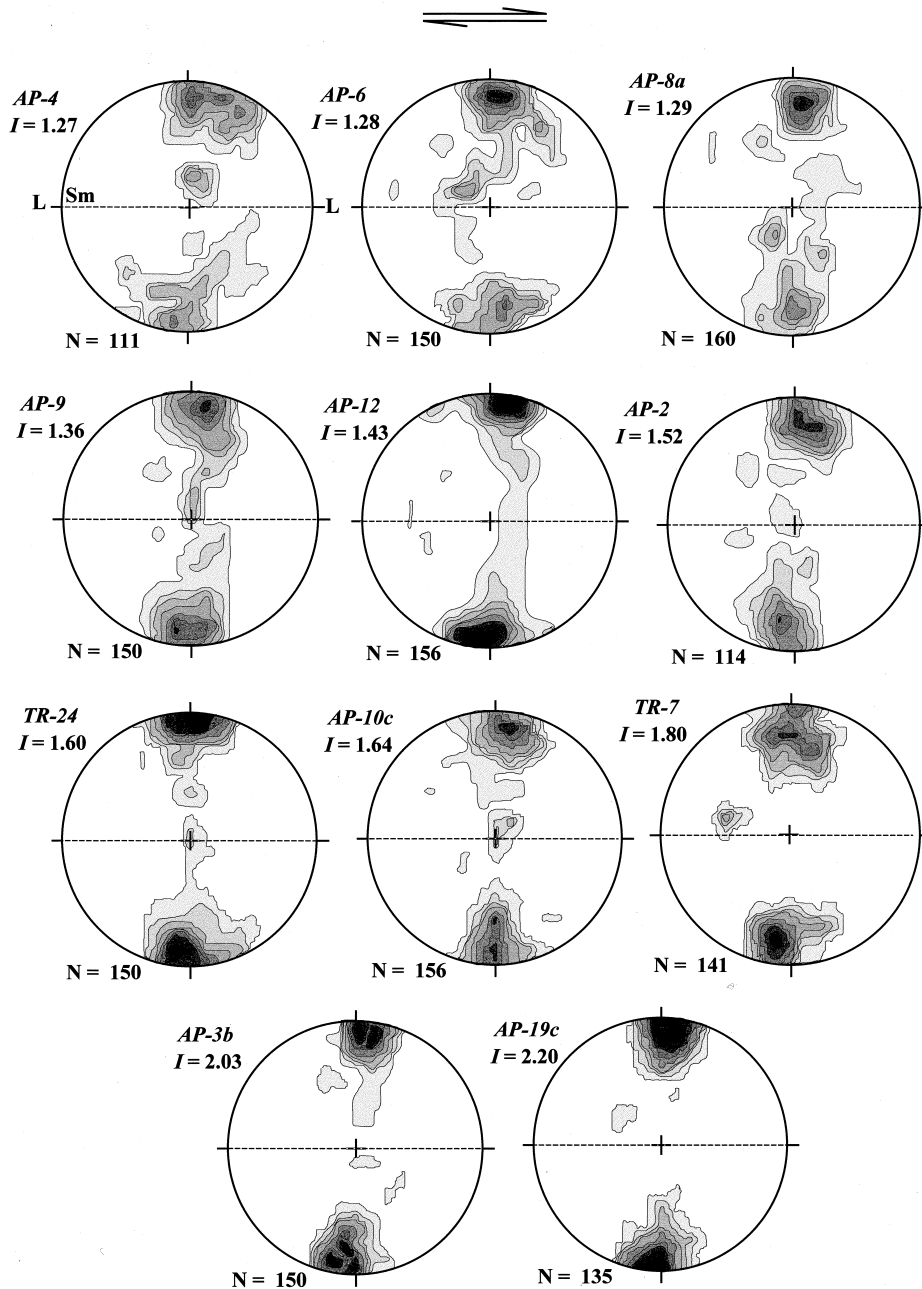 AP-4
I = 1.27
L
Sm
L
N = 111
AP-6
I = 1.28
N = 150
AP-8a
I = 1.29
N = 160
AP-9
I = 1.36
N = 150
AP-12
I = 1.43
N = 156
AP-2
I = 1.52
N = 114
TR-24
I = 1.60
N = 150
AP-10c
I = 1.64
N = 156
TR-7
I = 1.80
N = 141
AP-3b
I = 2.03
N = 150
AP-19c
I = 2.20
N = 135